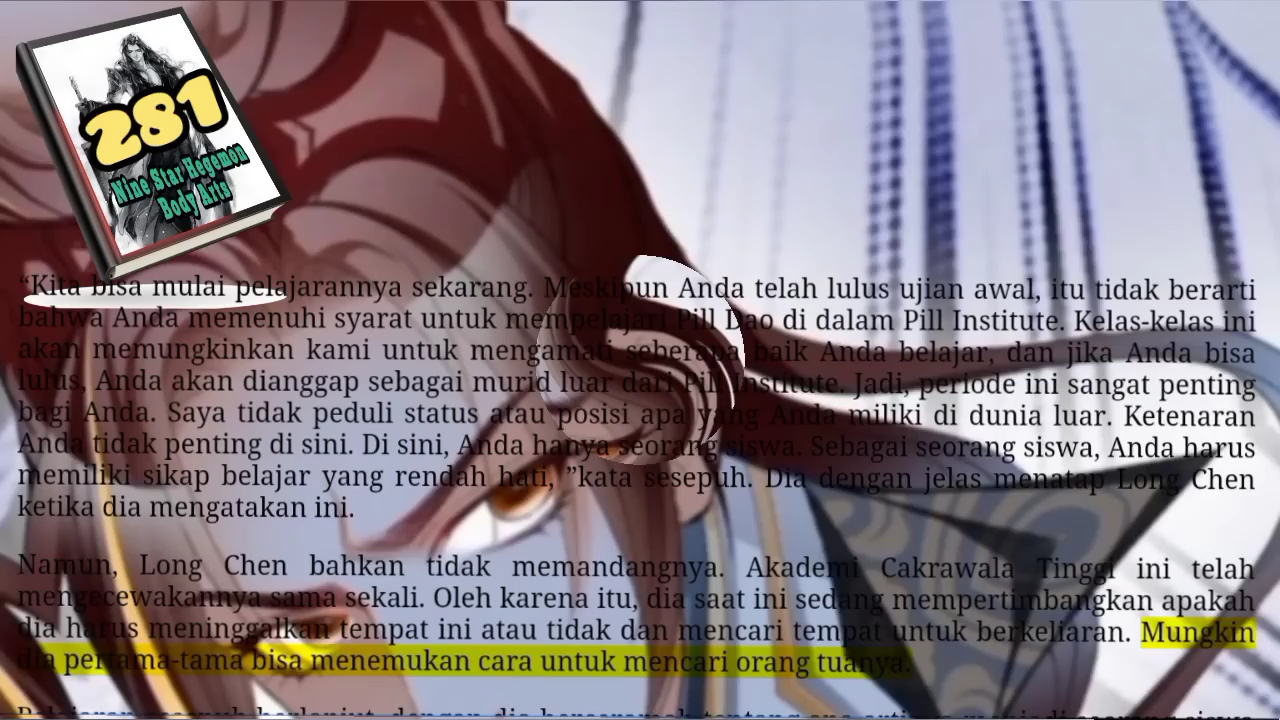 281
Nine Star Hegemon
Body Arts
“Kita bisa mulai pelajarannya sekarang. Meskipun Anda telah lulus ujian awal, itu tidak berarti
bahwa Anda memenuhi syarat untuk mempelajari Pill Dao di dalam Pill Institute. Kelas-kelas ini
akan memungkinkan kami untuk mengamati seberapa baik Anda belajar, dan jika Anda bisa
lulus, Anda akan dianggap sebagai murid luar dari Pill Institute. Jadi, periode ini sangat penting
bagi Anda. Saya tidak peduli status atau posisi apa yang Anda miliki di dunia luar. Ketenaran
Anda tidak penting di sini. Di sini, Anda hanya seorang siswa. Sebagai seorang siswa, Anda harus
memiliki sikap belajar yang rendah hati, ”kata sesepuh. Dia dengan jelas menatap Long Chen
ketika dia mengatakan ini.
Namun, Long Chen bahkan tidak memandangnya. Akademi Cakrawala Tinggi ini telah
mengecewakannya sama sekali. Oleh karena itu, dia saat ini sedang mempertimbangkan apakah
dia harus meninggalkan tempat ini atau tidak dan mencari tempat untuk berkeliaran. Mungkin
dia pertama-tama bisa menemukan cara untuk mencari orang tuanya.